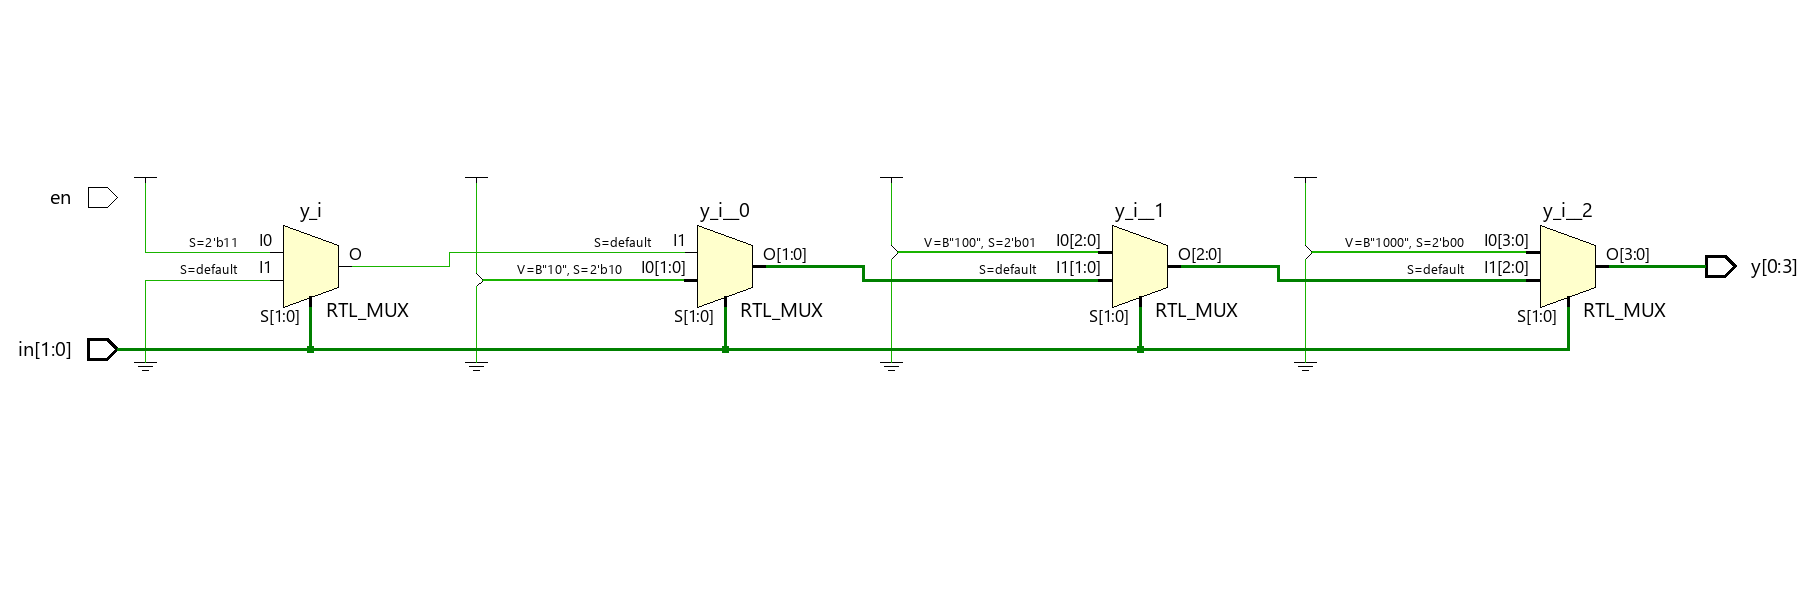 en
in[1:0]
y_i
S=2'b11 I0
S=default I1
O
S[1:0]
RTL_MUX
y_i__0
S=default I1
V=B"10", S=2'b10 I0[1:0]
O[1:0]
S[1:0]
RTL_MUX
y_i__1
V=B"100", S=2'b01 I0[2:0]
S=default I1[1:0]
O[2:0]
S[1:0]
RTL_MUX
y_i__2
V=B"1000", S=2'b00 I0[3:0]
S=default I1[2:0]
O[3:0]
S[1:0]
RTL_MUX
y[0:3]